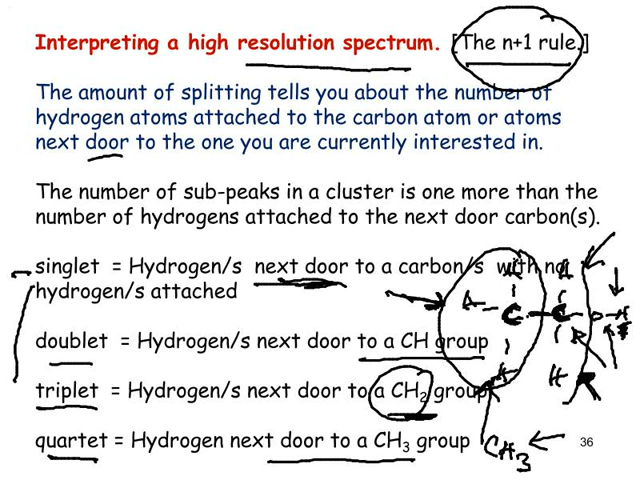 Interpreting a high resolution spectrum. [The n+1 rule.]
The amount of splitting tells you about the number of
hydrogen atoms attached to the carbon atom or atoms
next door to the one you are currently interested in.
The number of sub-peaks in a cluster is one more than the
number of hydrogens attached to the next door carbon(s).
singlet = Hydrogen/s next door to a carbon/s with no
hydrogen/s attached
doublet = Hydrogen/s next door to a CH group
triplet = Hydrogen/s next door to a CH₂ group
quartet = Hydrogen next door to a CH₃ group
H H
H C C O H
H H
CH₃
36